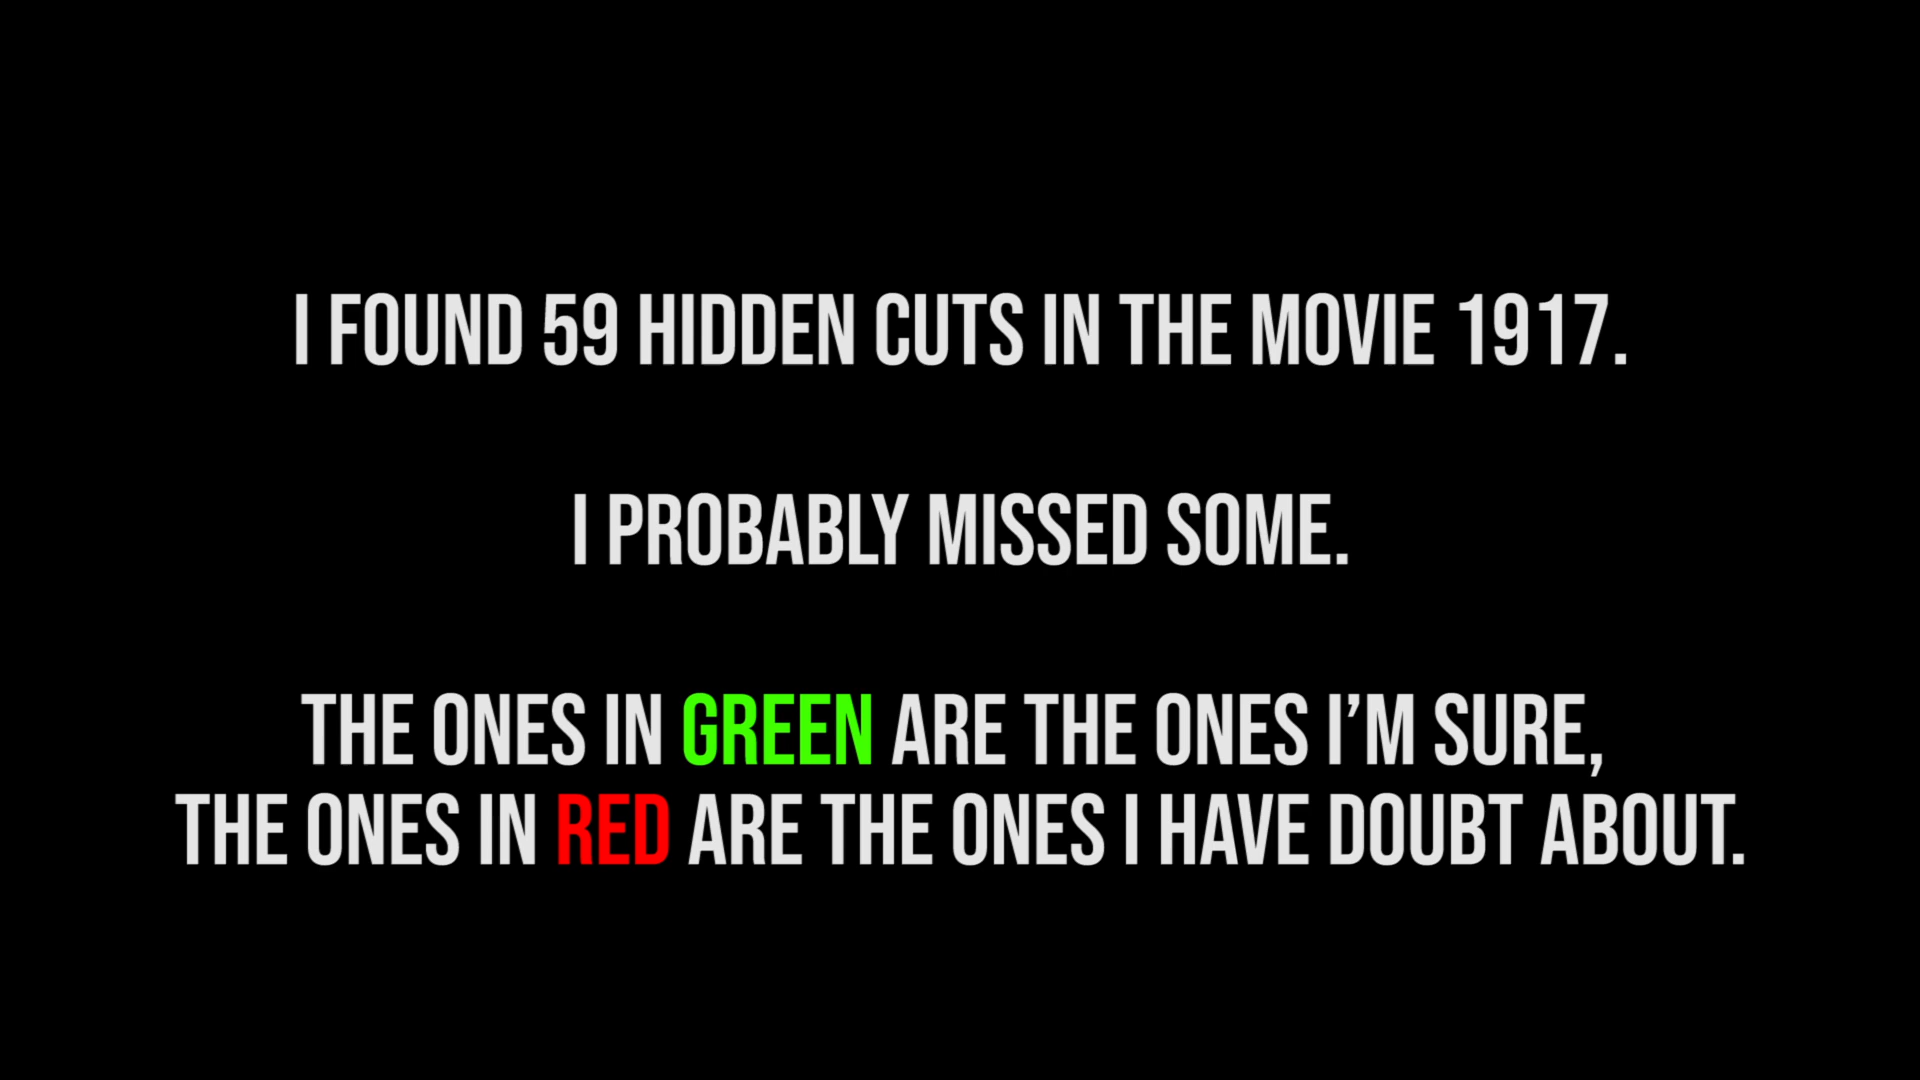 I FOUND 59 HIDDEN CUTS IN THE MOVIE 1917.
I PROBABLY MISSED SOME.
THE ONES IN GREEN ARE THE ONES I’M SURE,
THE ONES IN RED ARE THE ONES I HAVE DOUBT ABOUT.